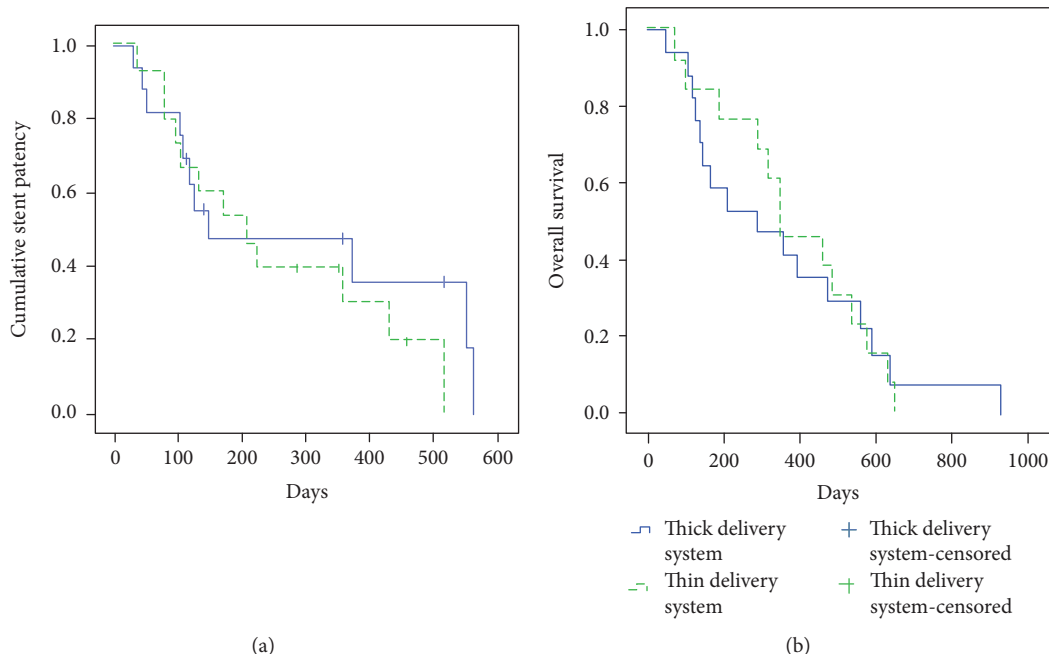 1.0
0.8
0.6
0.4
0.2
0.0
Cumulative stent patency
0 100 200 300 400 500 600
Days
(a)
1.0
0.8
0.6
0.4
0.2
0.0
Overall survival
0 200 400 600 800 1000
Days
Thick delivery
system
Thin delivery
system
Thick delivery
system-censored
Thin delivery
system-censored
(b)